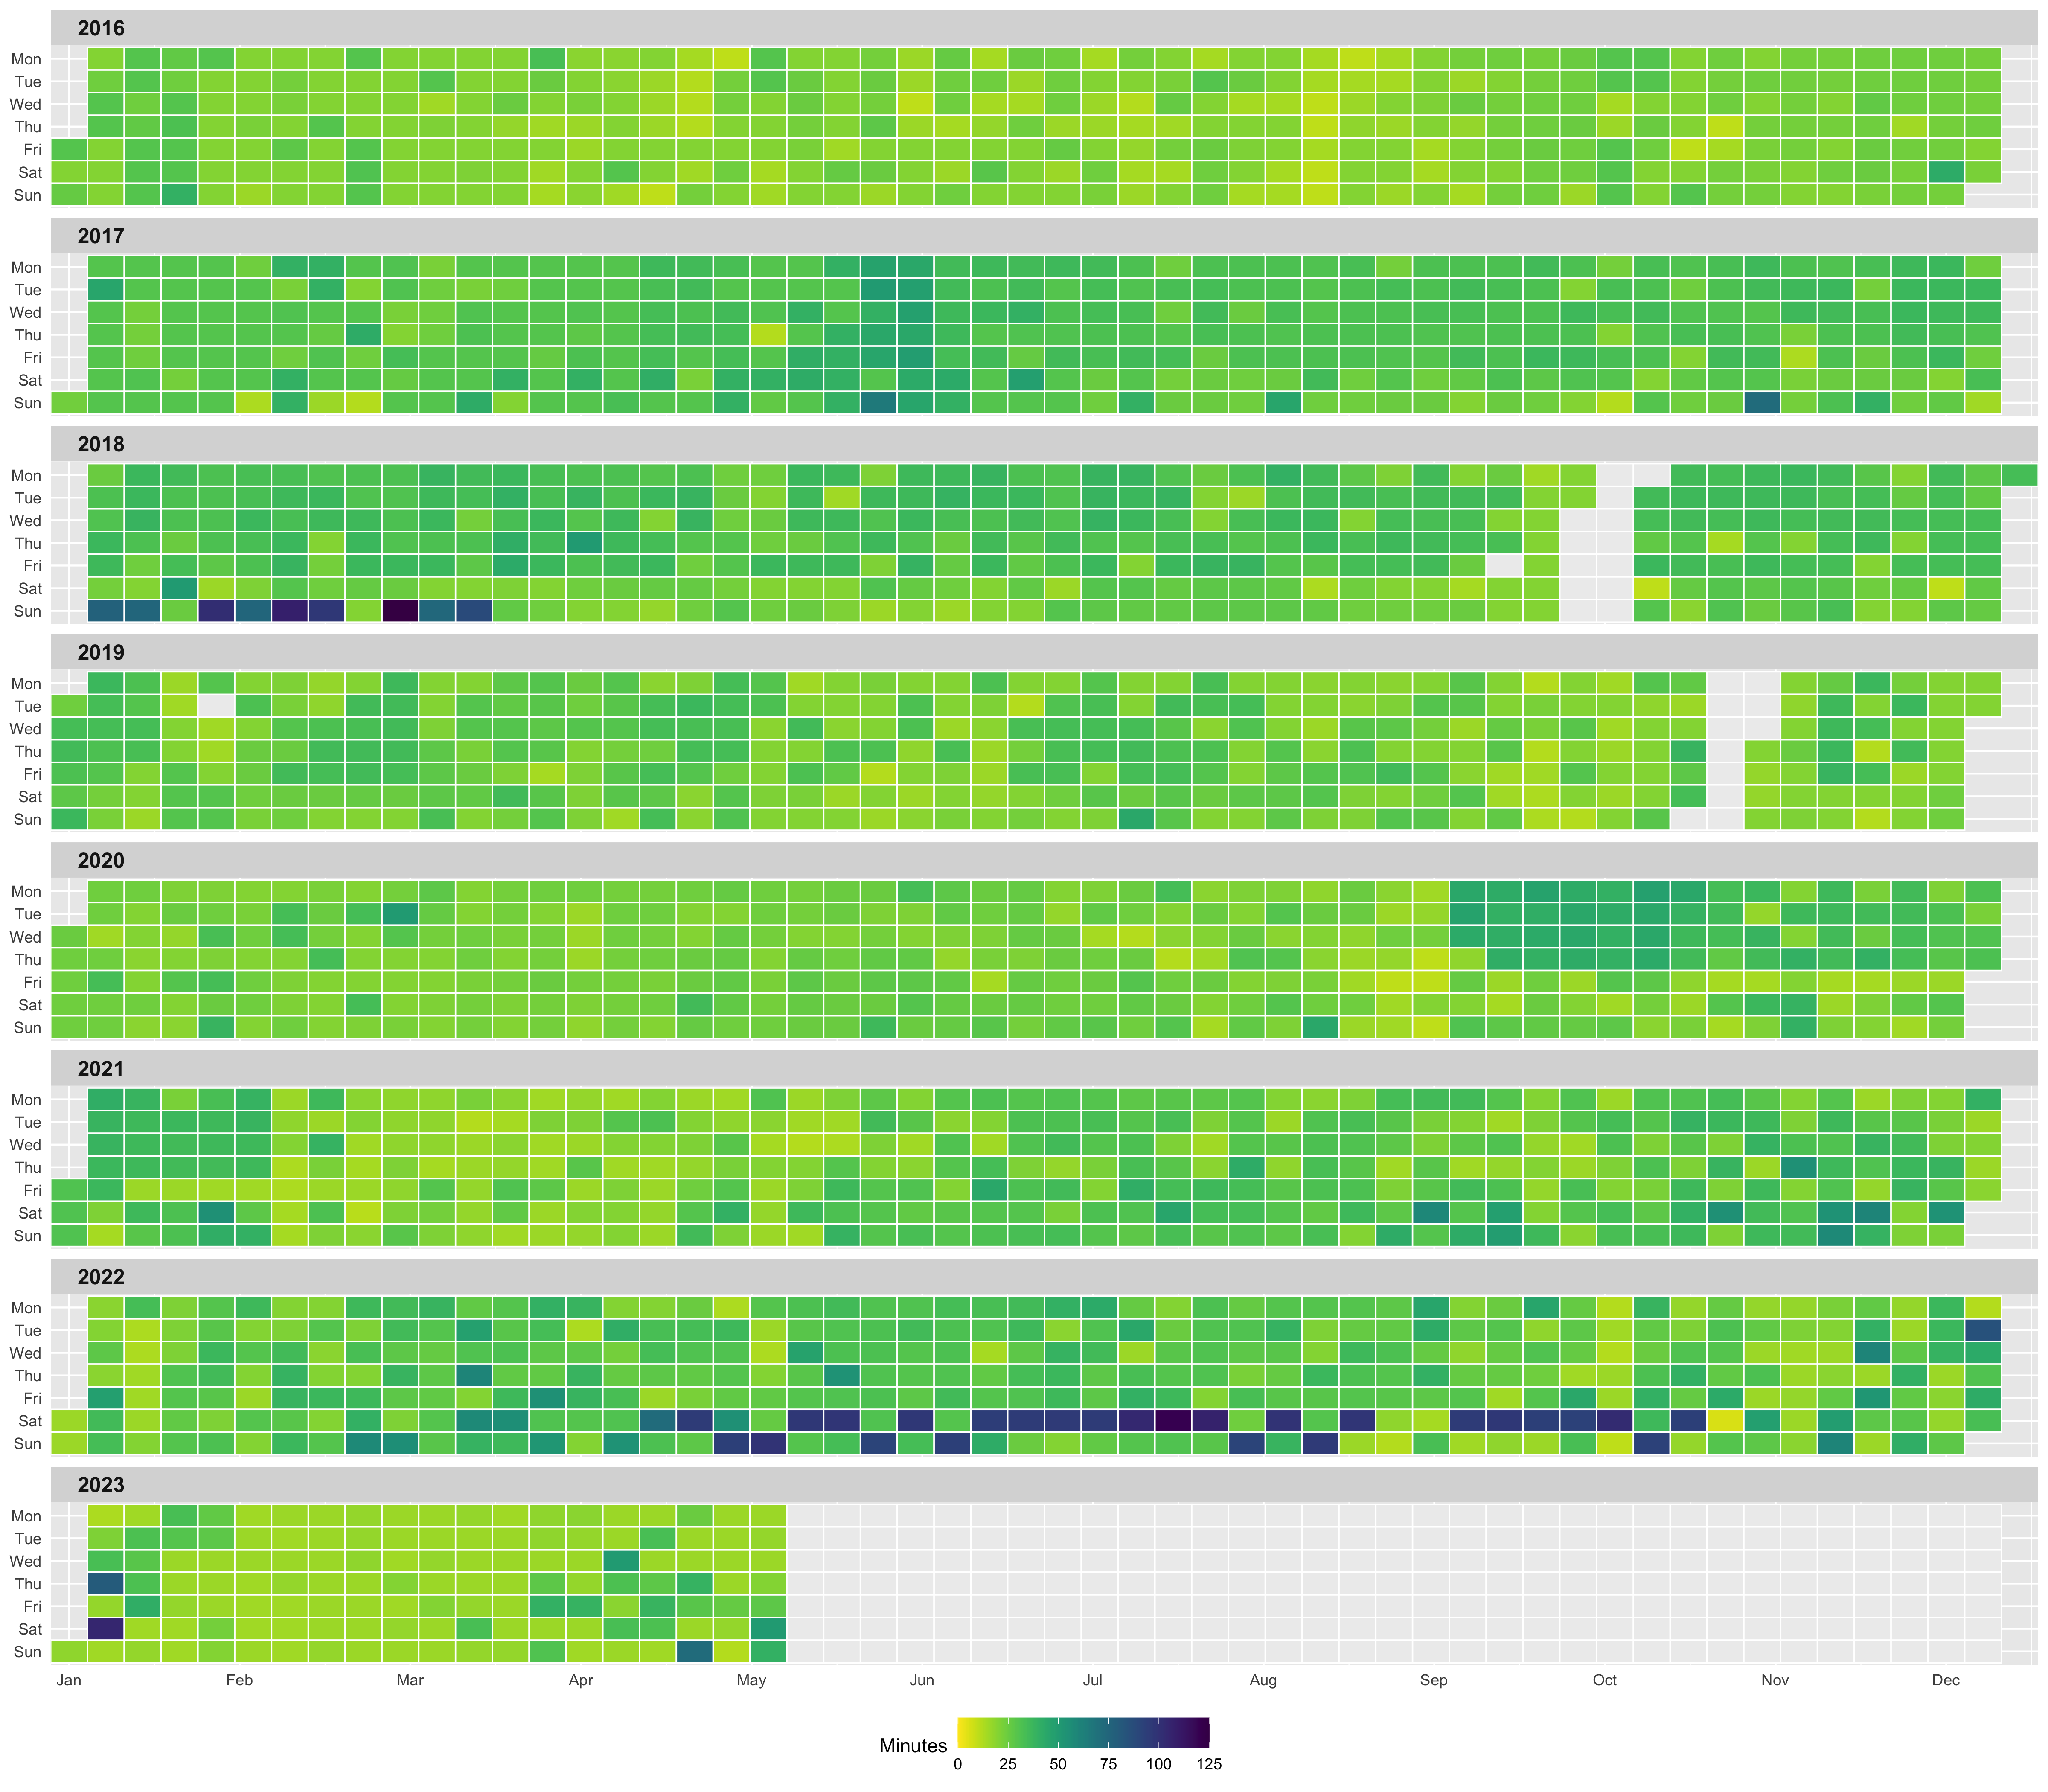 2016
Mon
Tue
Wed
Thu
Fri
Sat
Sun
2017
Mon
Tue
Wed
Thu
Fri
Sat
Sun
2018
Mon
Tue
Wed
Thu
Fri
Sat
Sun
2019
Mon
Tue
Wed
Thu
Fri
Sat
Sun
2020
Mon
Tue
Wed
Thu
Fri
Sat
Sun
2021
Mon
Tue
Wed
Thu
Fri
Sat
Sun
2022
Mon
Tue
Wed
Thu
Fri
Sat
Sun
2023
Mon
Tue
Wed
Thu
Fri
Sat
Sun
Jan Feb Mar Apr May Jun Jul Aug Sep Oct Nov Dec
Minutes
0 25 50 75 100 125